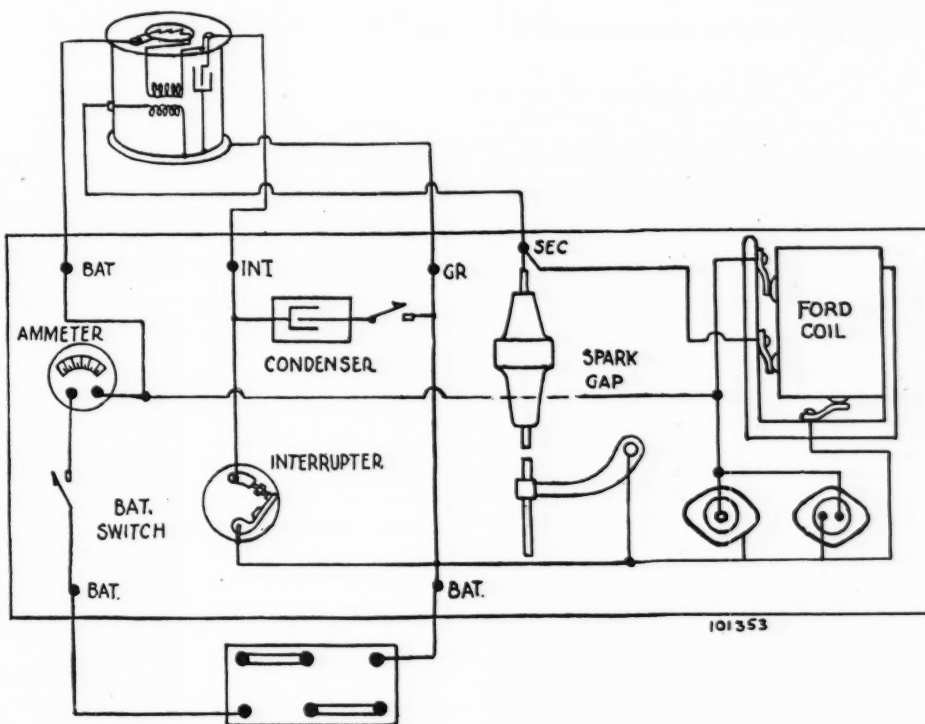 BAT
INT
GR
SEC
FORD
COIL
AMMETER
CONDENSER
SPARK
GAP
INTERRUPTER
BAT.
SWITCH
BAT.
BAT.
101353